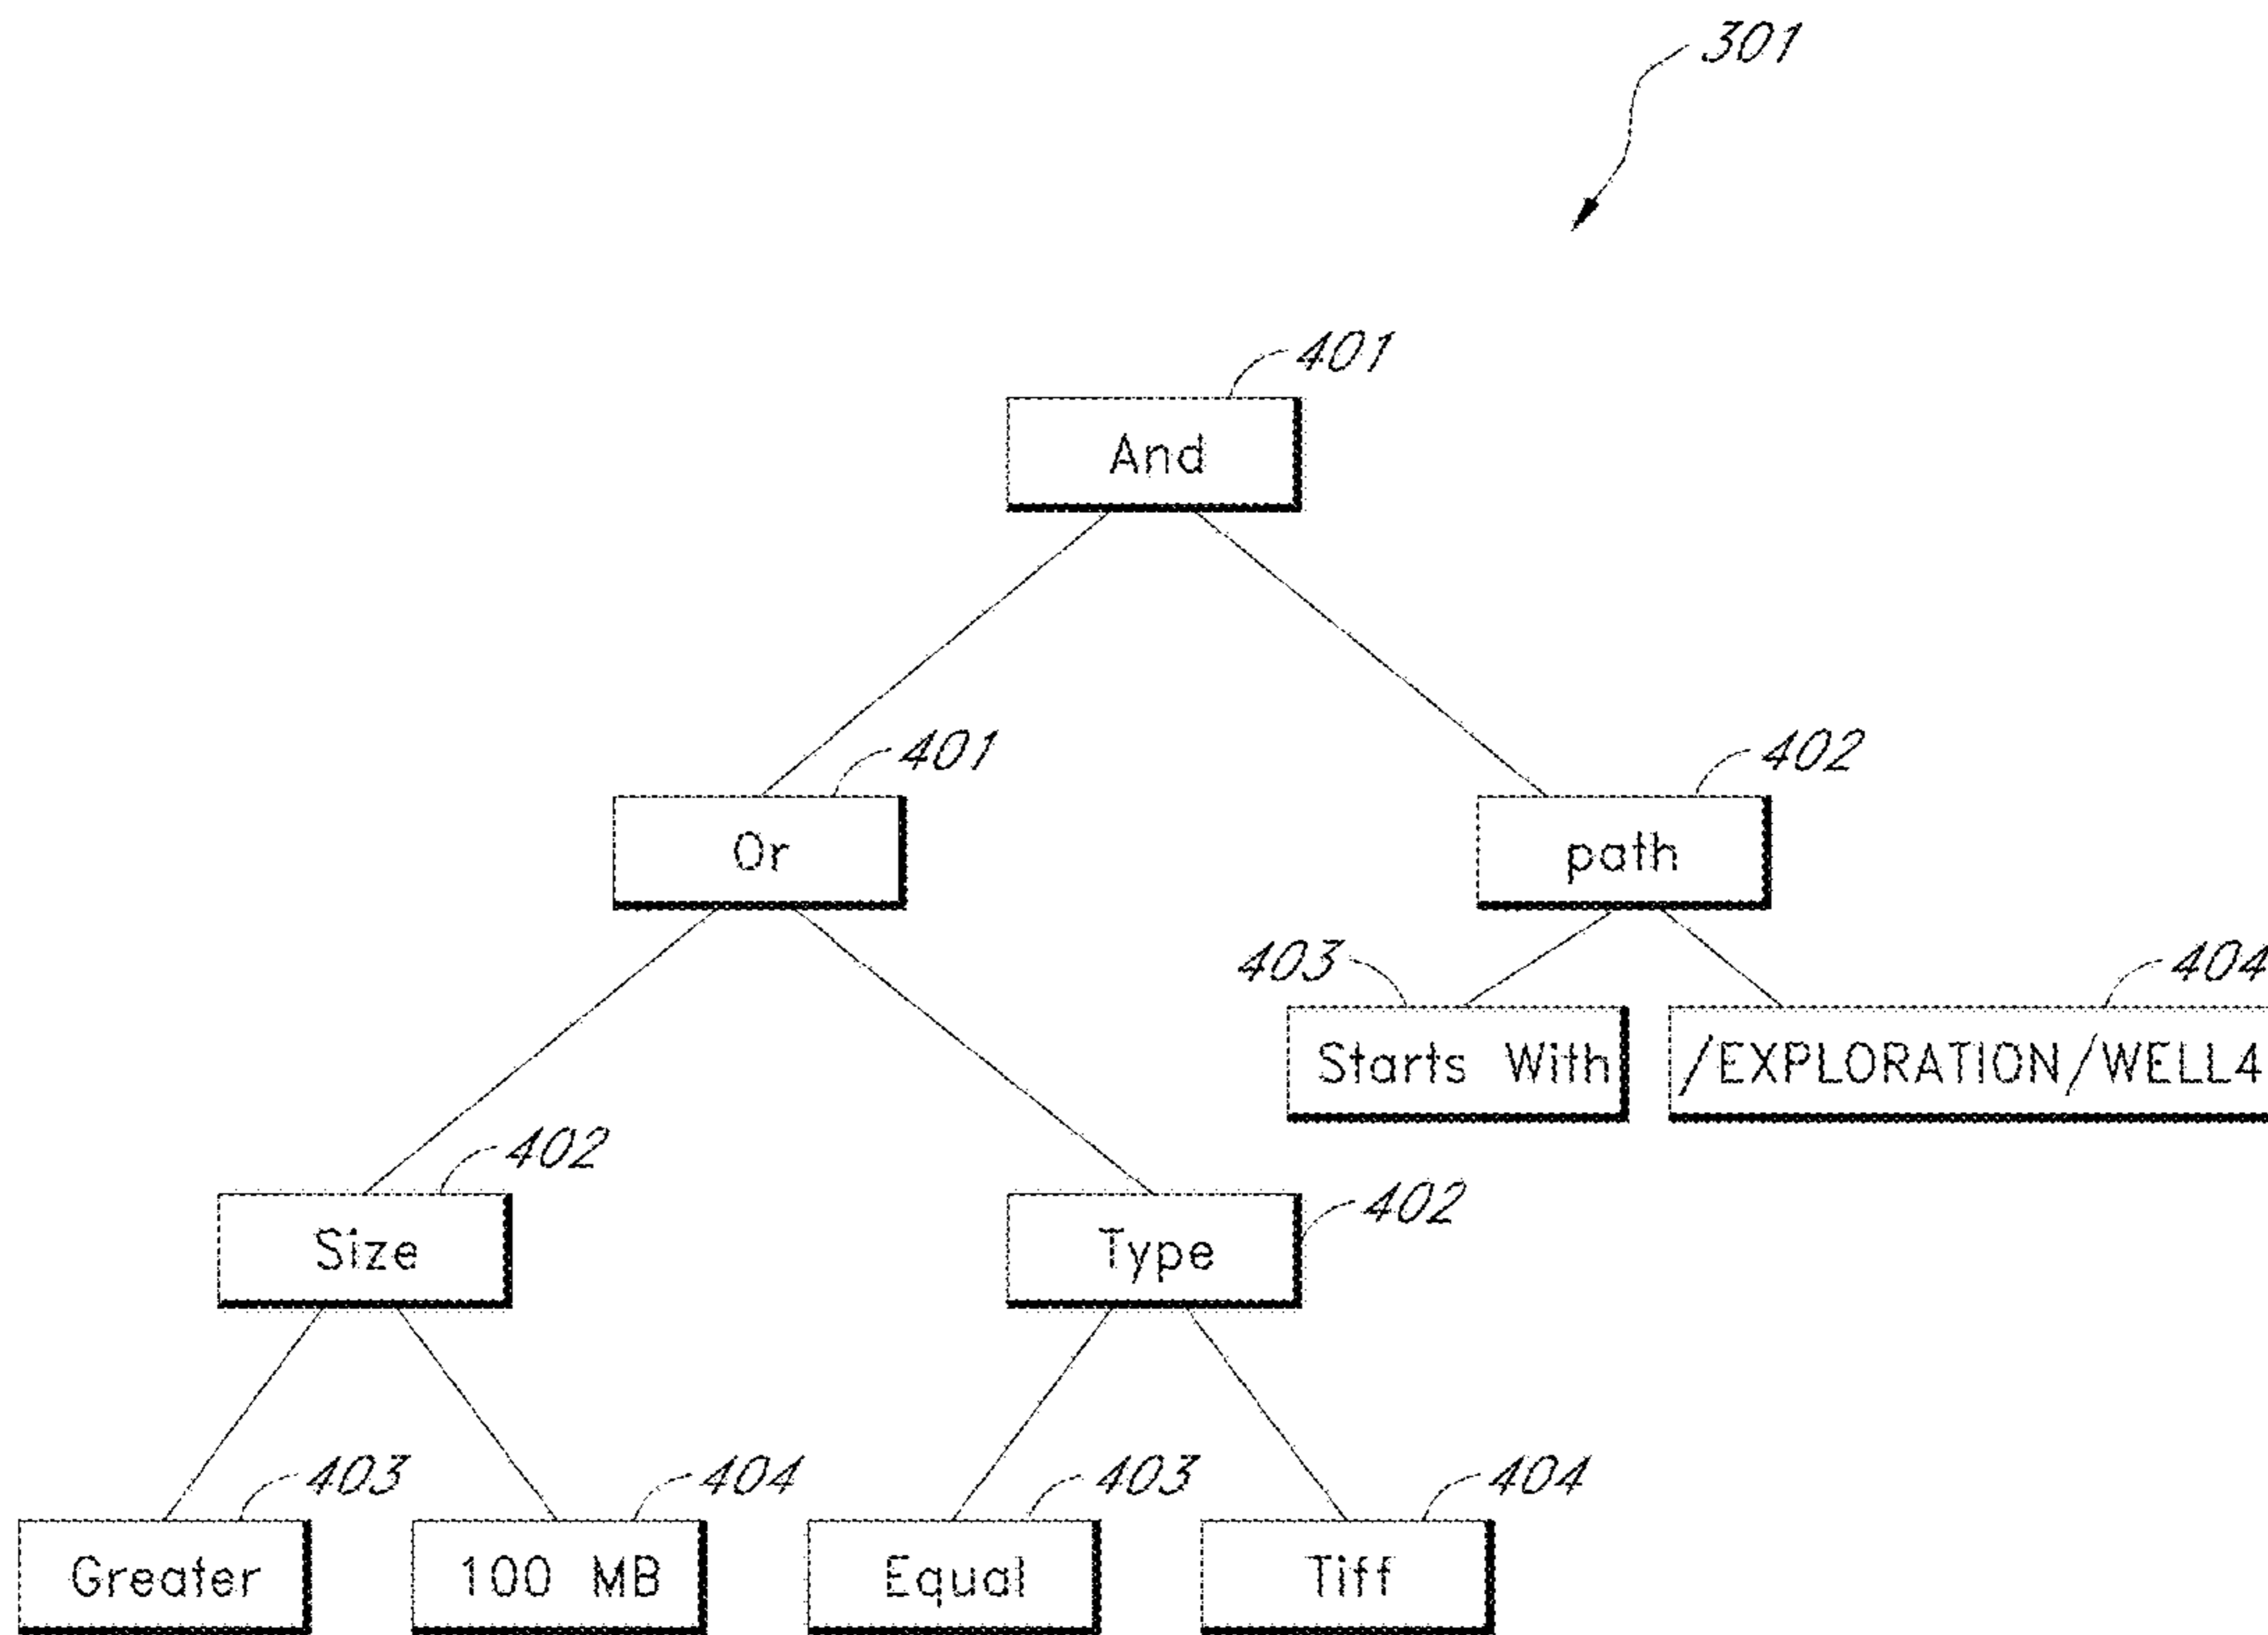 301
401
And
401
402
Or
path
403
404
Starts With
/EXPLORATION/WELL4
402
402
Size
Type
403
404
403
404
Greater
100 MB
Equal
Tiff